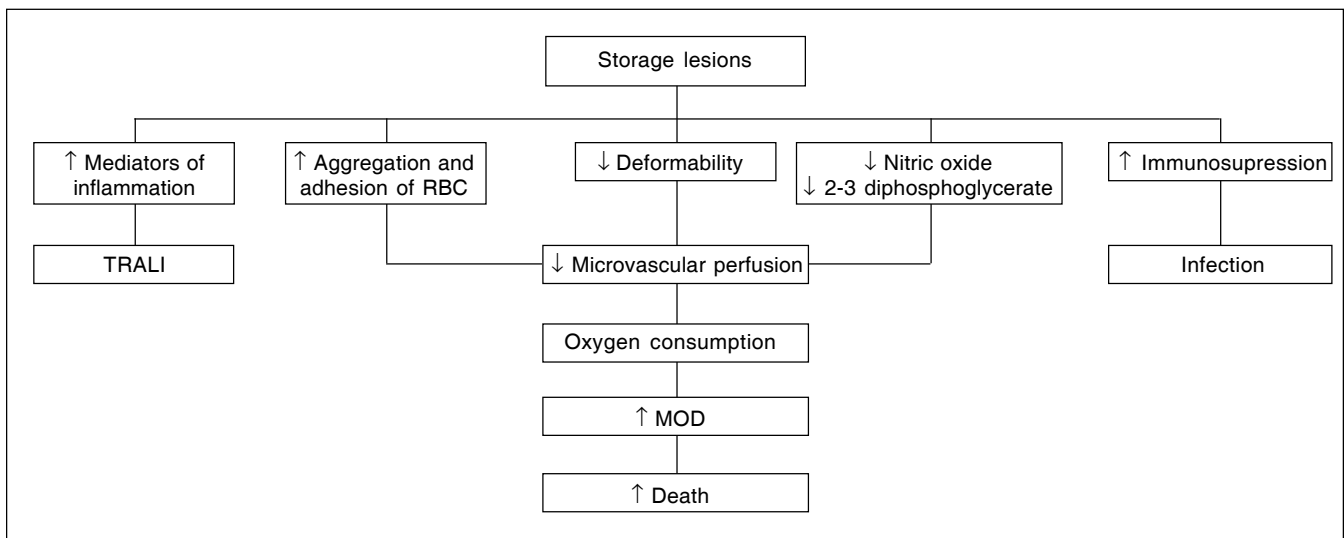 Storage lesions
↑ Mediators of
inflammation
↑ Aggregation and
adhesion of RBC
↓ Deformability
↓ Nitric oxide
↓ 2-3 diphosphoglycerate
↑ Immunosupression
TRALI
↓ Microvascular perfusion
Infection
Oxygen consumption
↑ MOD
↑ Death